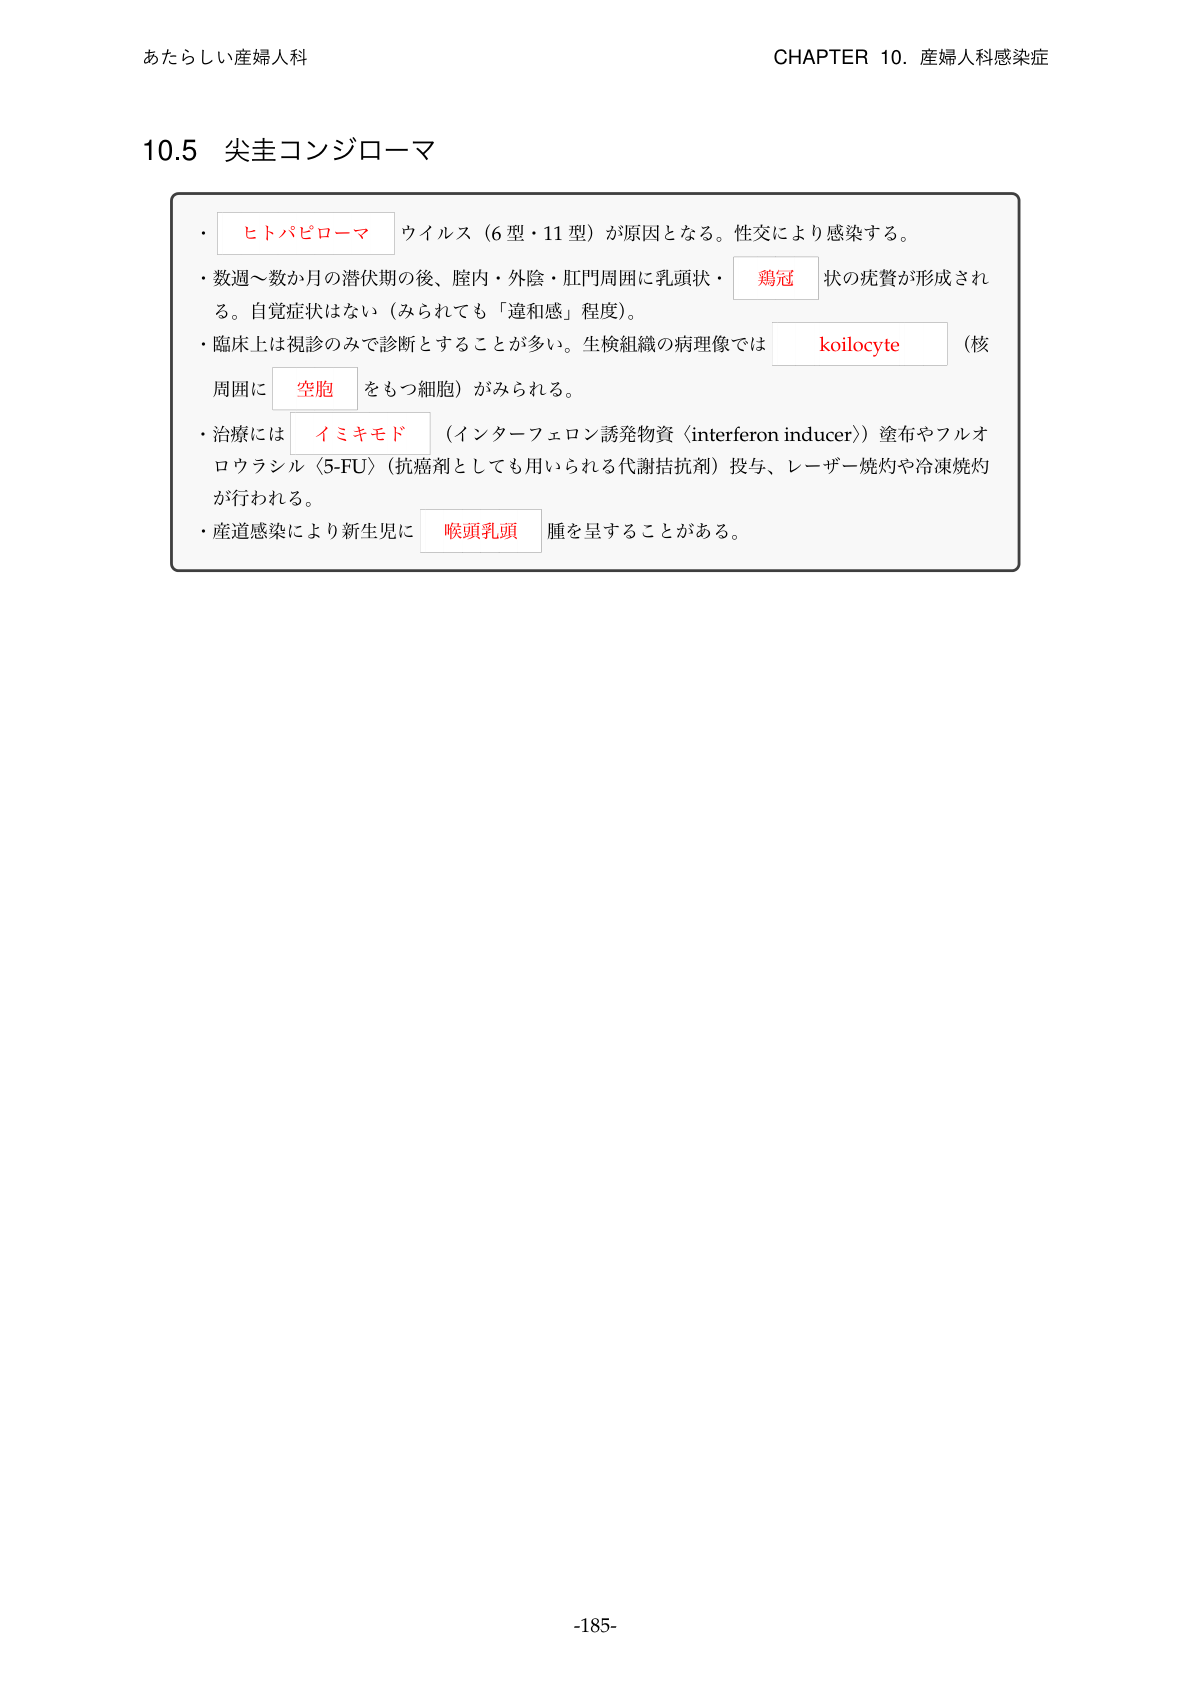 あたらしい産婦人科
CHAPTER 10. 産婦人科感染症
10.5 尖圭コンジローマ
・ ヒトパピローマ ウイルス（6 型・11 型）が原因となる。性交により感染する。
・数週～数か月の潜伏期の後、腟内・外陰・肛門周囲に乳頭状・ 鶏冠 状の疣贅が形成され
る。自覚症状はない（みられても「違和感」程度）。
・臨床上は視診のみで診断とすることが多い。生検組織の病理像では koilocyte （核
周囲に 空胞 をもつ細胞）がみられる。
・治療には イミキモド （インターフェロン誘発物資〈interferon inducer〉）塗布やフルオ
ロウラシル〈5-FU〉（抗癌剤としても用いられる代謝拮抗剤）投与、レーザー焼灼や冷凍焼灼
が行われる。
・産道感染により新生児に 喉頭乳頭 腫を呈することがある。
-185-